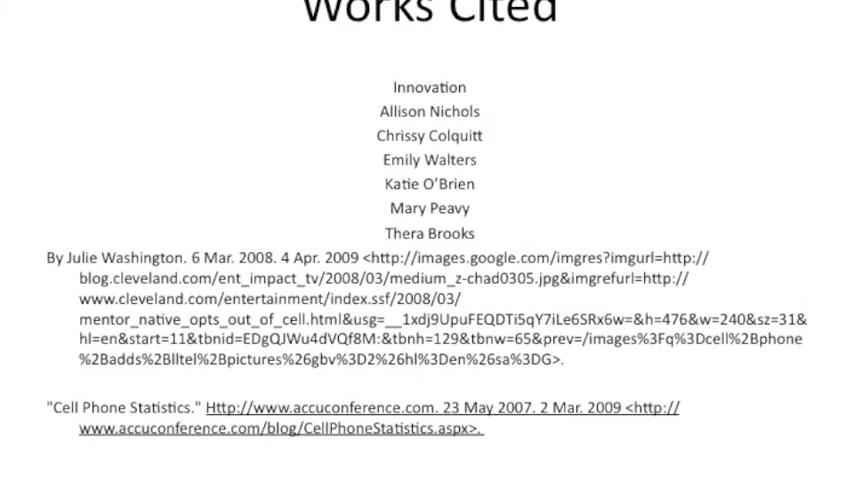 Works Cited
Innovation
Allison Nichols
Chrissy Colquitt
Emily Walters
Katie O’Brien
Mary Peavy
Thera Brooks
By Julie Washington. 6 Mar. 2008. 4 Apr. 2009 <http://images.google.com/imgres?imgurl=http://
blog.cleveland.com/ent_impact_tv/2008/03/medium_z-chad0305.jpg&imgrefurl=http://
www.cleveland.com/entertainment/index.ssf/2008/03/
mentor_native_opts_out_of_cell.html&usg=__1xdj9UpuFEQDTi5qY7iLe6SRx6w=&h=476&w=240&sz=31&
hl=en&start=11&tbnid=EDgQJWu4dVQf8M:&tbnh=129&tbnw=65&prev=/images%3Fq%3Dcell%2Bphone
%2Badds%2Blltel%2Bpictures%26gbv%3D2%26hl%3Den%26sa%3DG>.
"Cell Phone Statistics." Http://www.accuconference.com. 23 May 2007. 2 Mar. 2009 <http://
www.accuconference.com/blog/CellPhoneStatistics.aspx>.